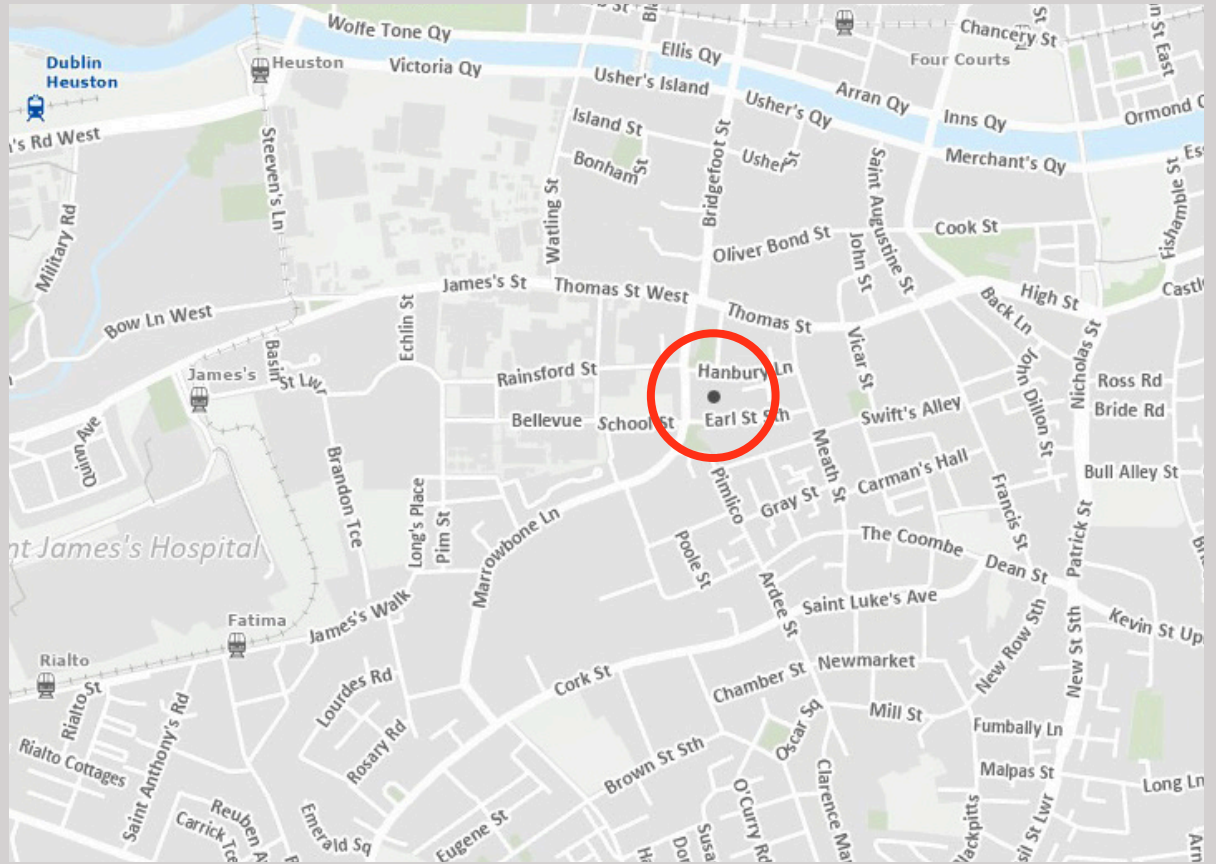 Wolfe Tone Qy
Ellis Qy
Chancery St
Four Courts
Dublin
Heuston
Heuston
Victoria Qy
Usher's Island
Usher's Qy
Arran Qy
Inns Qy
Merchant's Qy
Island St
Bonham St
Usher St
Steeven's Ln
Military Rd
Watling St
Bridgefoot St
Saint Augustine St
Fishamble St
Cook St
Oliver Bond St
John St
James's St
Thomas St West
Thomas St
High St
Back Ln
Bow Ln West
Echlin St
Basin St Lwr
James's
Rainsford St
Hanbury Ln
Vicar St
John Dillon St
Nicholas St
Ross Rd
Bride Rd
Bellevue
School St
Earl St Sth
Swift's Alley
Quinn Ave
Brandon Tce
Long's Place
Pim St
Marrowbone Ln
Pimlico
Meath St
Gray St
Carman's Hall
Francis St
Bull Alley St
Patrick St
James's Hospital
Poole St
The Coombe
Dean St
Ardee St
Saint Luke's Ave
Fatima
James's Walk
Rialto
Rialto St
Kevin St
New Row Sth
New St Sth
Lourdes Rd
Cork St
Chamber St
Newmarket
Mill St
Fumbally Ln
Rosary Rd
Oscar Sq
Brown St Sth
Malpas St
Long Ln
Rialto Cottages
Saint Anthony's Rd
Reuben
Carrick Tce
Emerald Sq
Eugene St
O'Curry Rd
Clarence
St Lwr